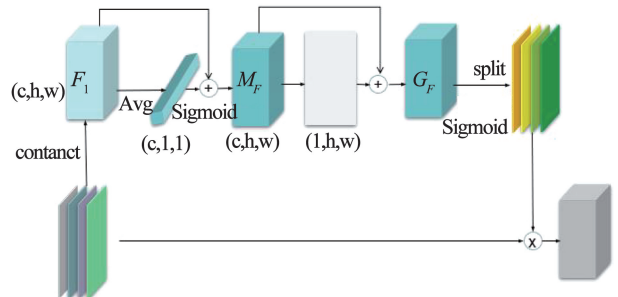 F1
(c,h,w)
Avg
Sigmoid
(c,1,1)
+
MF
(c,h,w)
(1,h,w)
+
GF
split
Sigmoid
contanct
x